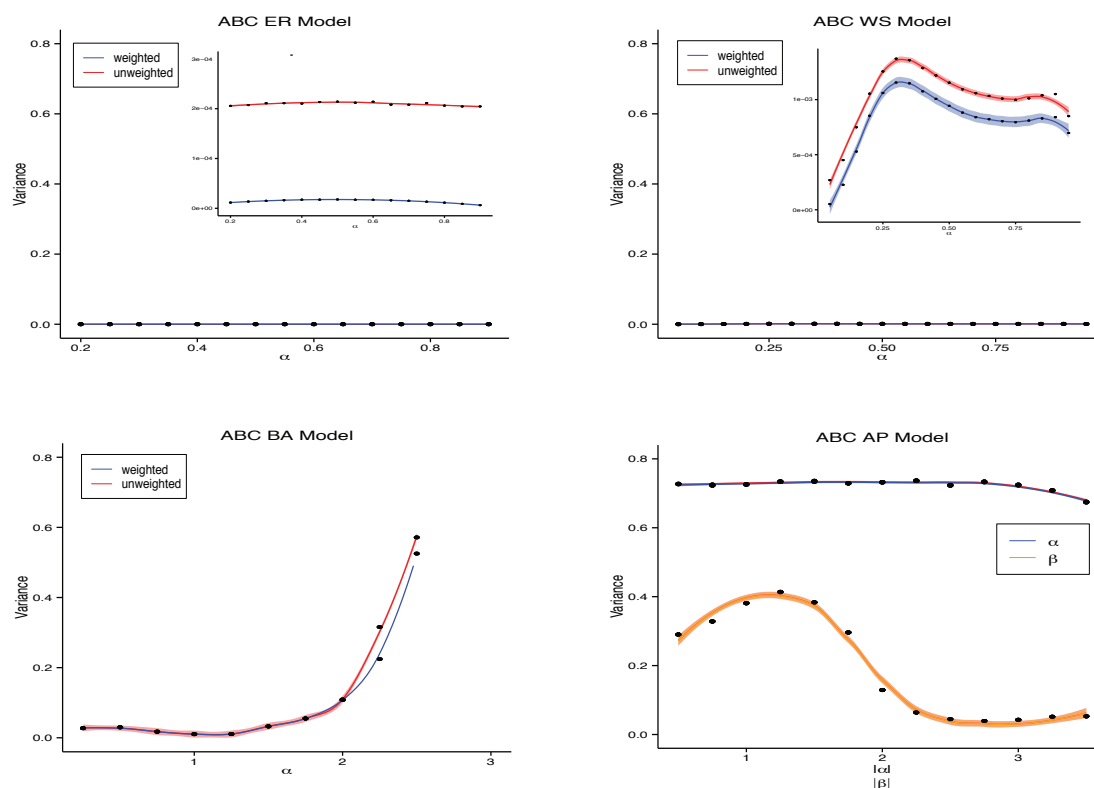 ABC ER Model
weighted
unweighted
Variance
0.8
0.6
0.4
0.2
0.0
3e−04
2e−04
1e−04
0e+00
0.2
0.4
0.6
0.8
α
0.2
0.4
0.6
0.8
α
ABC WS Model
weighted
unweighted
Variance
0.8
0.6
0.4
0.2
0.0
1e−03
5e−04
0e+00
0.25
0.50
0.75
α
0.25
0.50
0.75
α
ABC BA Model
weighted
unweighted
Variance
0.8
0.6
0.4
0.2
0.0
1
2
3
α
ABC AP Model
α
β
Variance
0.8
0.6
0.4
0.2
0.0
1
2
3
|α|
|β|